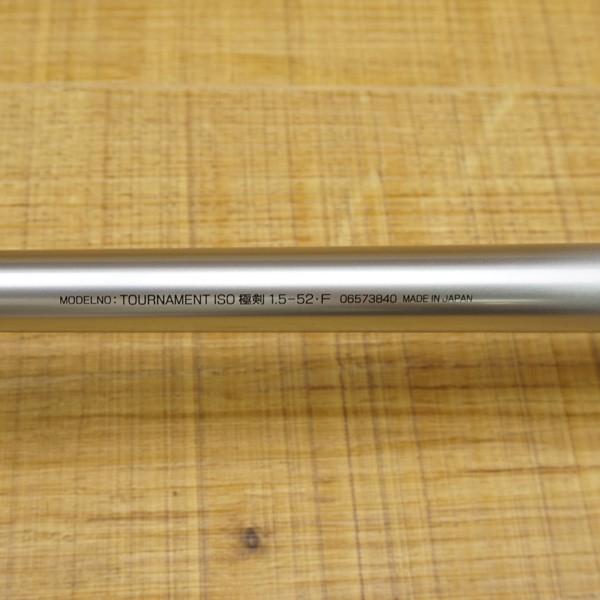 MODELNO: TOURNAMENT ISO 極剣 1.5-52・F 06573840 MADE IN JAPAN